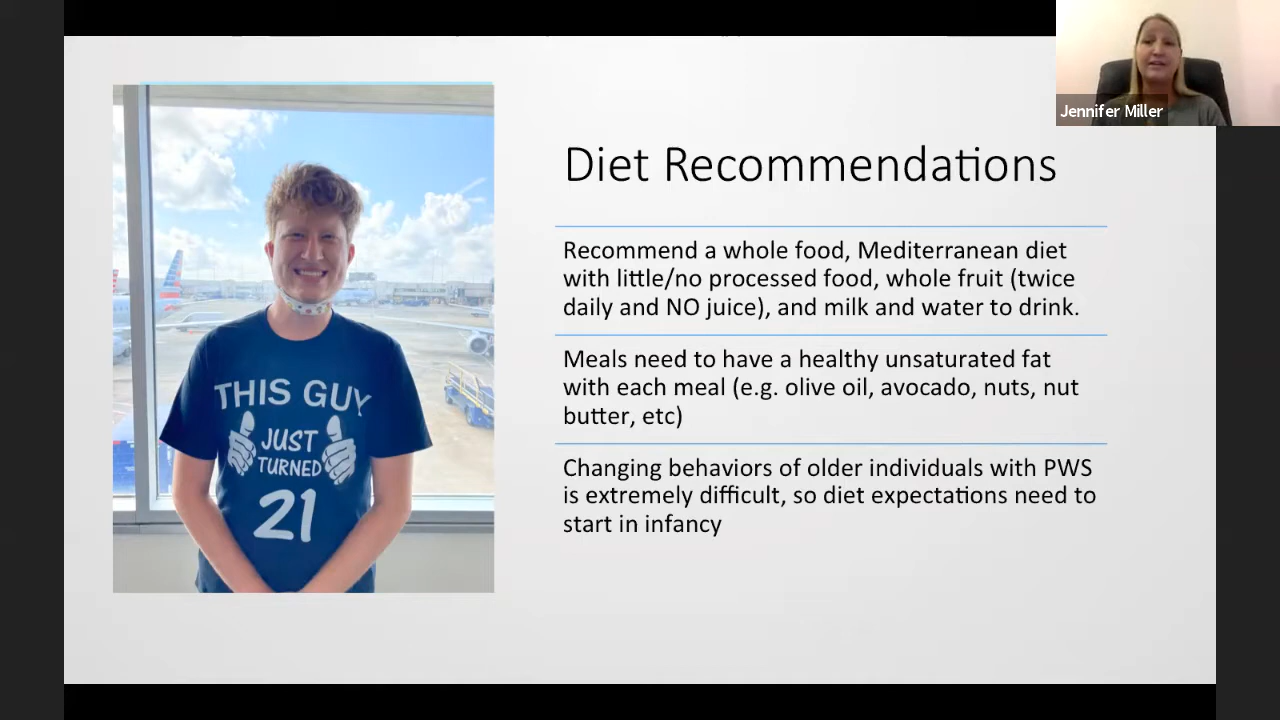 Jennifer Miller
Diet Recommendations
Recommend a whole food, Mediterranean diet
with little/no processed food, whole fruit (twice
daily and NO juice), and milk and water to drink.
Meals need to have a healthy unsaturated fat
with each meal (e.g. olive oil, avocado, nuts, nut
butter, etc)
Changing behaviors of older individuals with PWS
is extremely difficult, so diet expectations need to
start in infancy
THIS GUY
JUST
TURNED
21